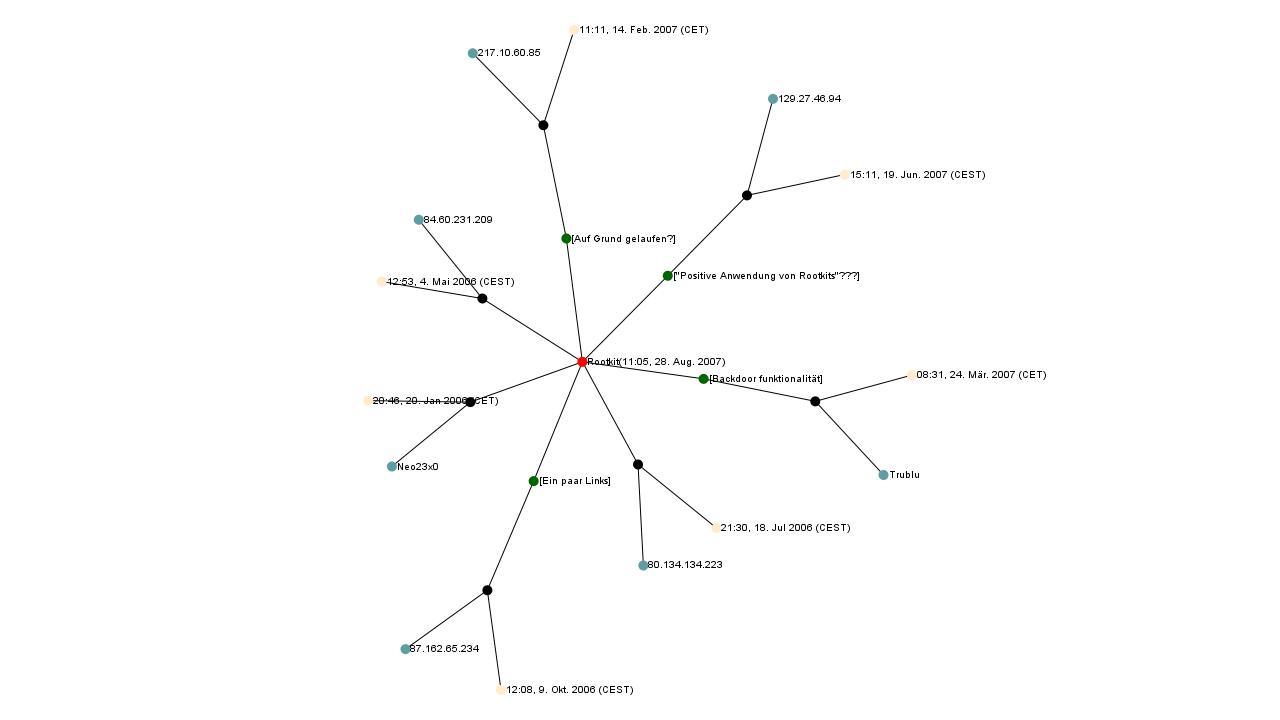 11:11, 14. Feb. 2007 (CET)
217.10.60.85
129.27.46.94
15:11, 19. Jun. 2007 (CEST)
84.60.231.209
[Auf Grund gelaufen?]
["Positive Anwendung von Rootkits"???]
12:53, 4. Mai 2006 (CEST)
Rootkit(11:05, 28. Aug. 2007)
[Backdoor funktionalität]
08:31, 24. Mär. 2007 (CET)
20:46, 20. Jan 2006 (CET)
Neo23x0
Trublu
[Ein paar Links]
21:30, 18. Jul 2006 (CEST)
80.134.134.223
87.162.65.234
12:08, 9. Okt. 2006 (CEST)